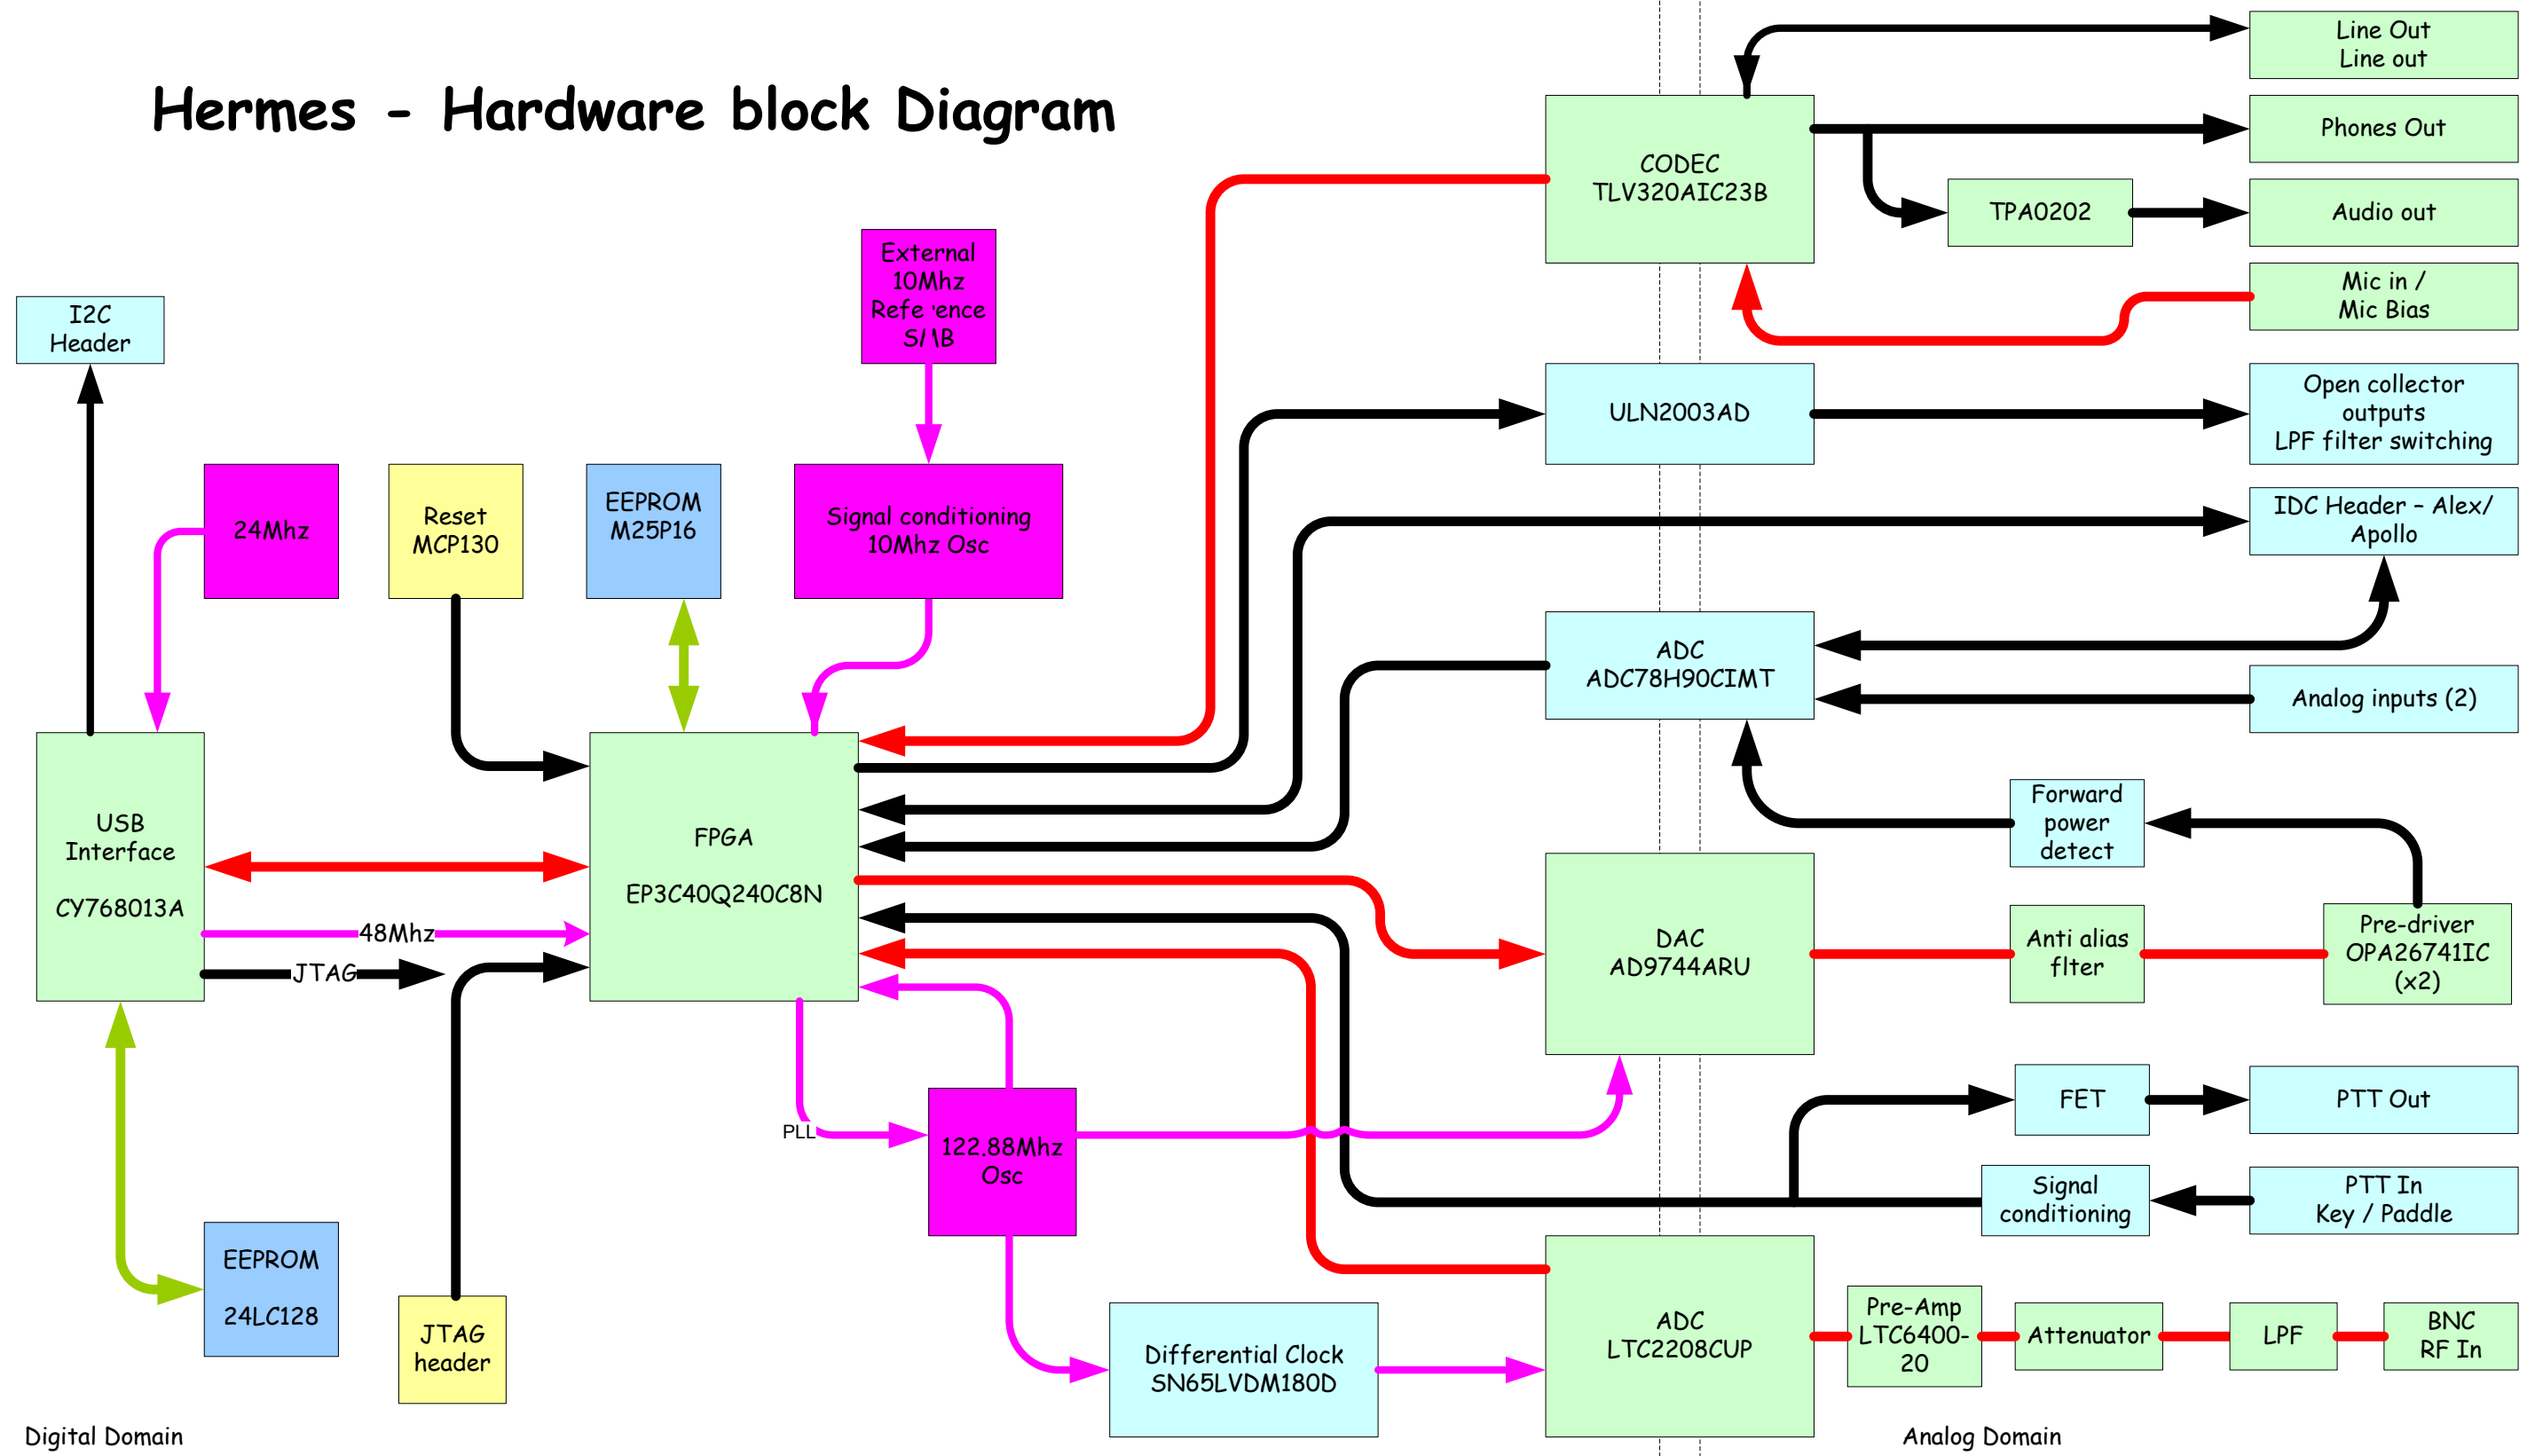 Hermes - Hardware block Diagram
Line Out
Line out
Phones Out
CODEC
TLV320AIC23B
TPA0202
Audio out
Mic in /
Mic Bias
External
10Mhz
Reference
SMB
I2C
Header
ULN2003AD
Open collector
outputs
LPF filter switching
24Mhz
Reset
MCP130
EEPROM
M25P16
Signal conditioning
10Mhz Osc
IDC Header – Alex/
Apollo
ADC
ADC78H90CIMT
Analog inputs (2)
USB
Interface
CY768013A
FPGA
EP3C40Q240C8N
Forward
power
detect
48Mhz
JTAG
DAC
AD9744ARU
Anti alias
flter
Pre-driver
OPA26741IC
(x2)
PLL
122.88Mhz
Osc
FET
PTT Out
Signal
conditioning
PTT In
Key / Paddle
EEPROM
24LC128
JTAG
header
Differential Clock
SN65LVDM180D
ADC
LTC2208CUP
Pre-Amp
LTC6400-
20
Attenuator
LPF
BNC
RF In
Digital Domain
Analog Domain